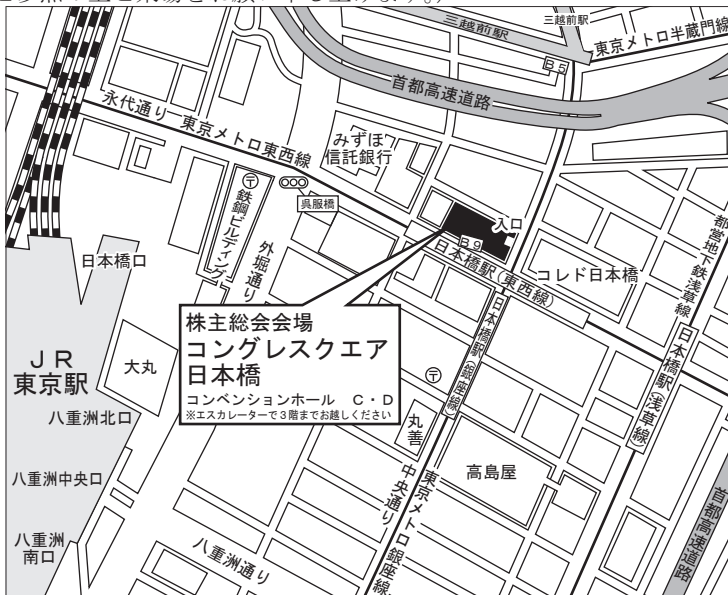 三越前駅
三越前駅
東京メトロ半蔵門線
B5
首都高速道路
永代通り
東京メトロ東西線
みずほ
信託銀行
呉服橋
鉄鋼ビルディング
外堀通り
入口
B9
日本橋駅(東西線)
コレド日本橋
都営地下鉄浅草線
日本橋口
株主総会会場
コングレスクエア
日本橋
コンベンションホール C・D
※エスカレーターで3階までお越しください
日本橋駅(銀座線)
日本橋駅(浅草線)
JR
東京駅
大丸
八重洲北口
丸善
高島屋
八重洲中央口
中央通り
東京メトロ銀座線
首都高速道路
八重洲
南口
八重洲通り